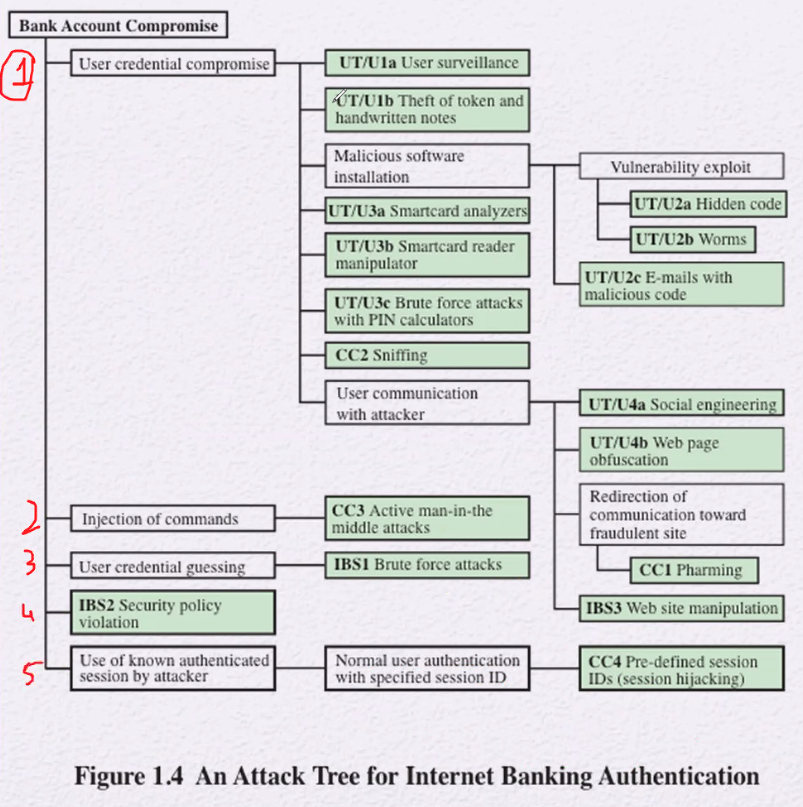 Bank Account Compromise
1
User credential compromise
UT/U1a User surveillance
UT/U1b Theft of token and
handwritten notes
Malicious software
installation
Vulnerability exploit
UT/U2a Hidden code
UT/U2b Worms
UT/U2c E-mails with
malicious code
UT/U3a Smartcard analyzers
UT/U3b Smartcard reader
manipulator
UT/U3c Brute force attacks
with PIN calculators
CC2 Sniffing
User communication
with attacker
UT/U4a Social engineering
UT/U4b Web page
obfuscation
Redirection of
communication toward
fraudulent site
CC1 Pharming
IBS3 Web site manipulation
2
Injection of commands
CC3 Active man-in-the
middle attacks
3
User credential guessing
IBS1 Brute force attacks
4
IBS2 Security policy
violation
5
Use of known authenticated
session by attacker
Normal user authentication
with specified session ID
CC4 Pre-defined session
IDs (session hijacking)
Figure 1.4 An Attack Tree for Internet Banking Authentication